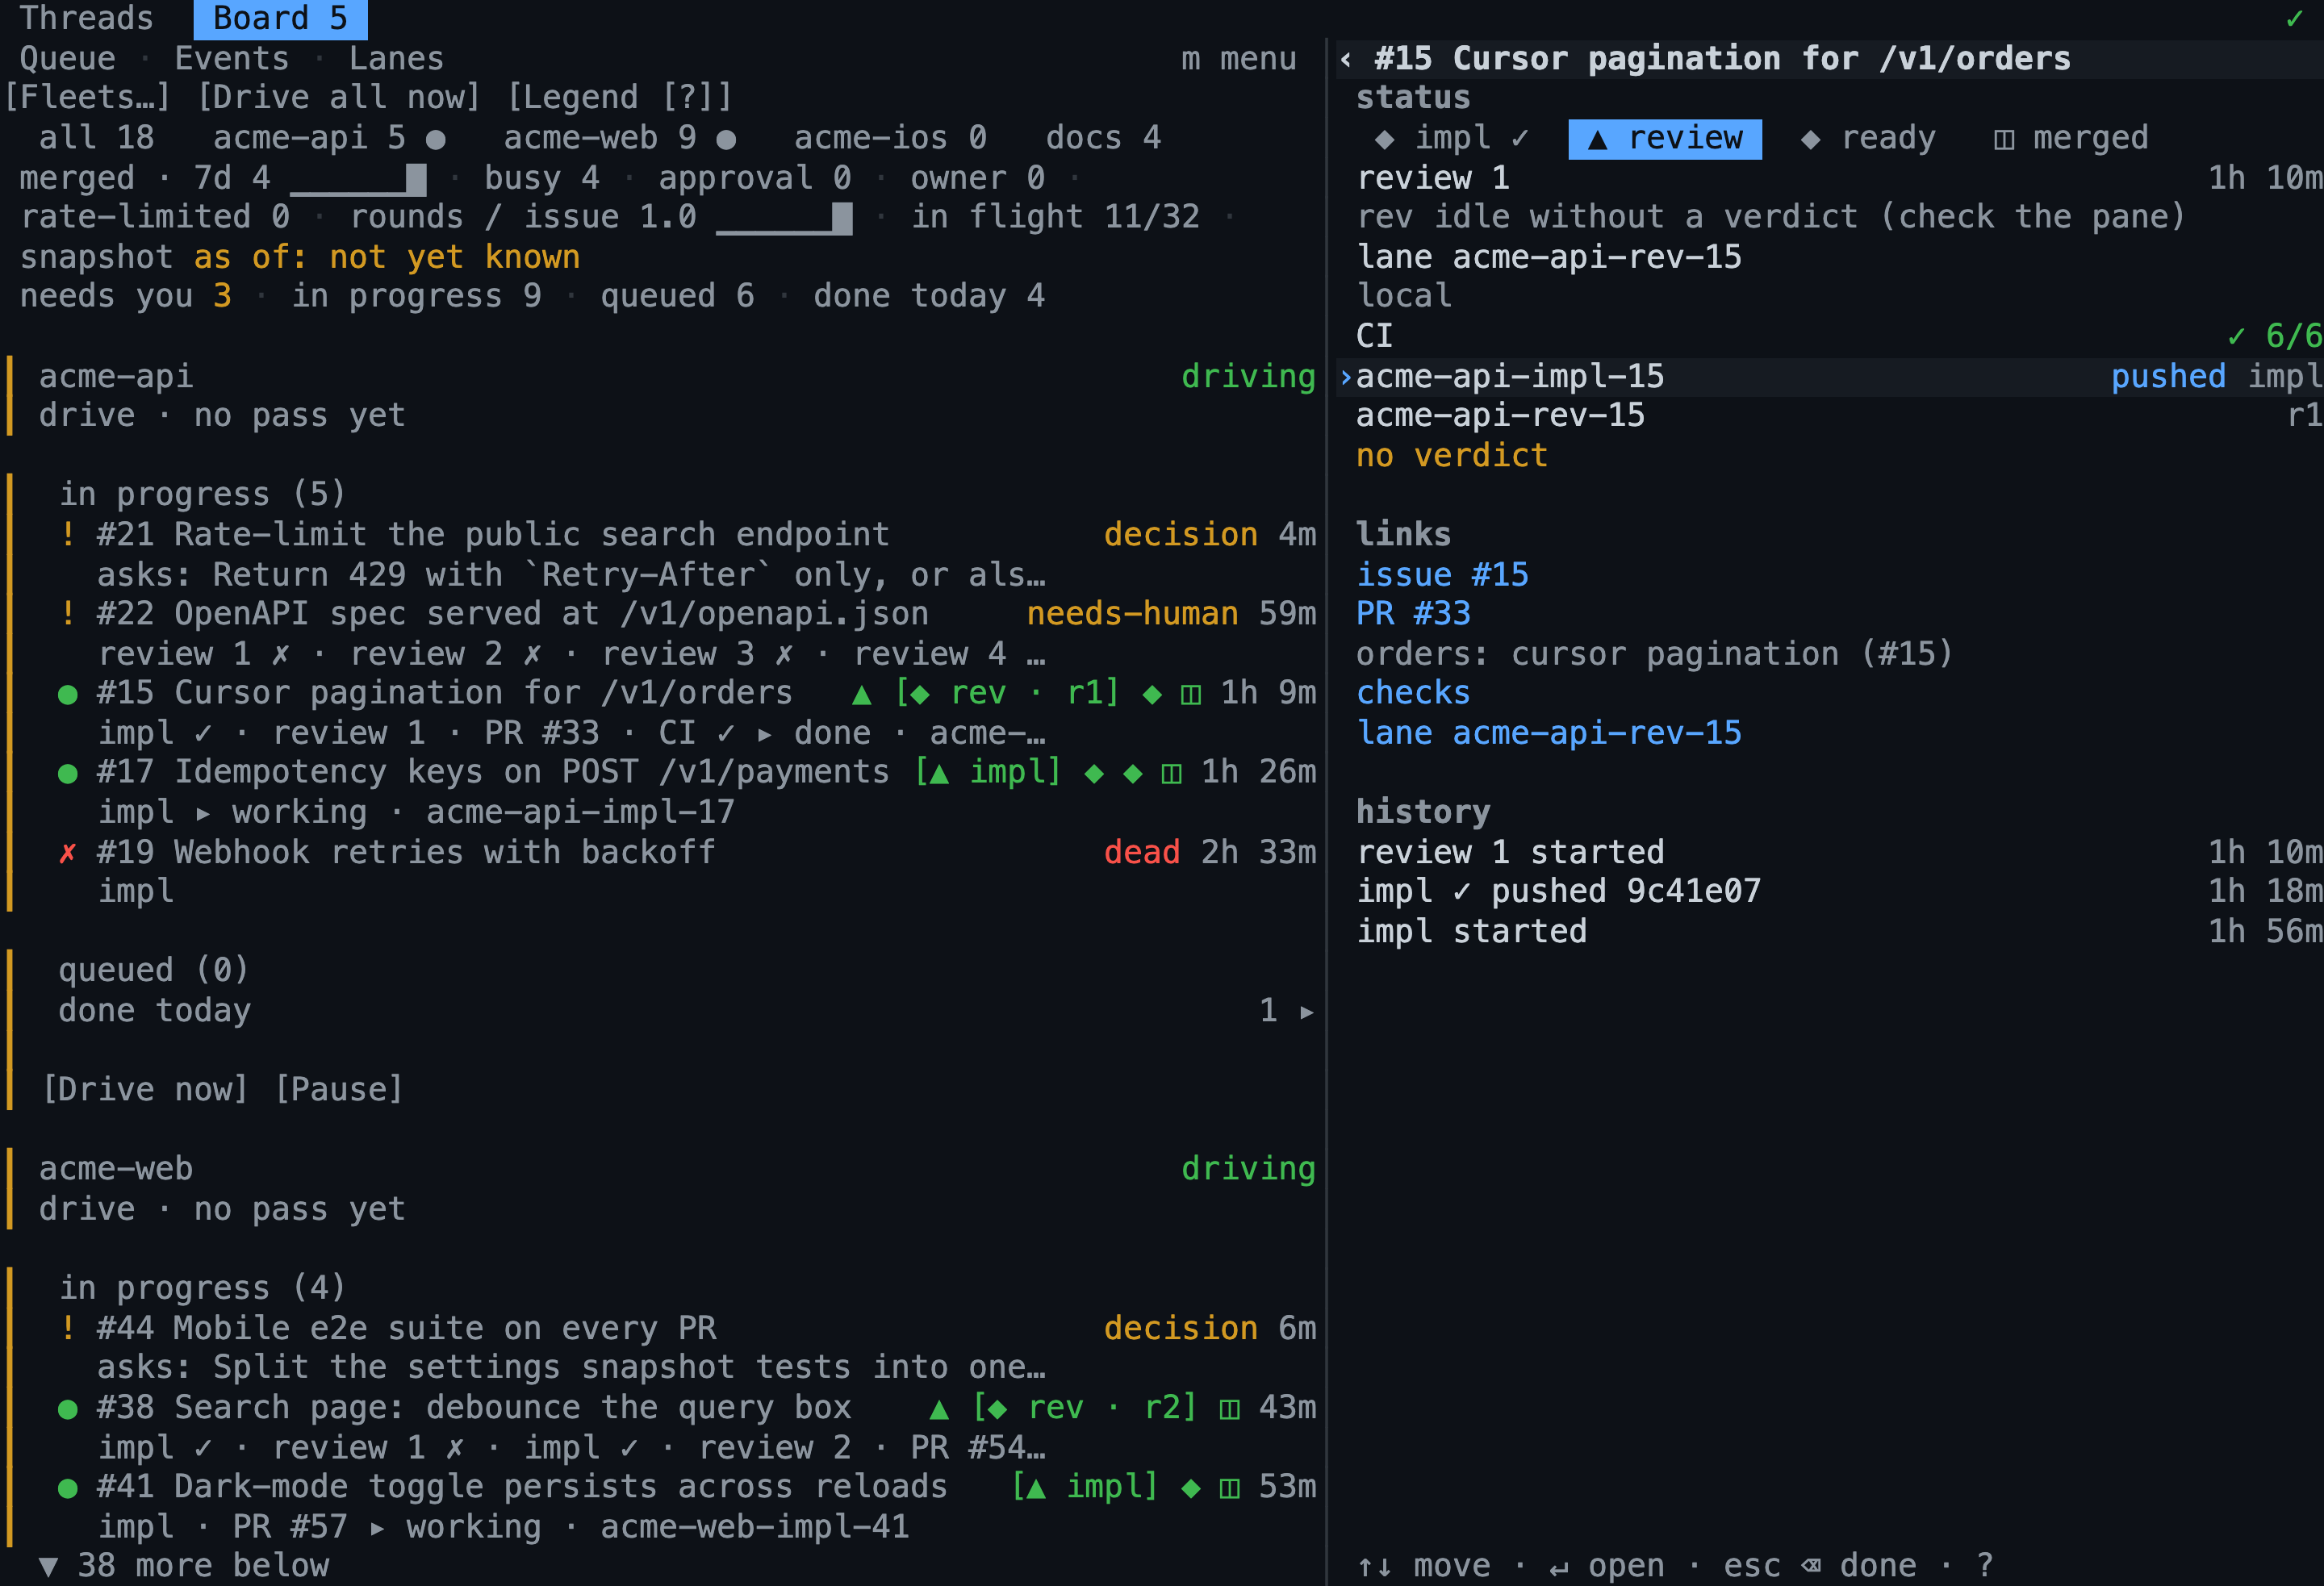 Threads  Board 5  ✓
Queue · Events · Lanes  m menu
[Fleets…] [Drive all now] [Legend [?]]
all 18  acme-api 5 ●  acme-web 9 ●  acme-ios 0  docs 4
merged · 7d 4 ▁▁▁▁▁▁█ · busy 4 · approval 0 · owner 0 ·
rate-limited 0 · rounds / issue 1.0 ▁▁▁▁▁▁█ · in flight 11/32 ·
snapshot as of: not yet known
needs you 3 · in progress 9 · queued 6 · done today 4
acme-api  driving
drive · no pass yet
in progress (5)
! #21 Rate-limit the public search endpoint  decision 4m
asks: Return 429 with `Retry-After` only, or als…
! #22 OpenAPI spec served at /v1/openapi.json  needs-human 59m
review 1 ✗ · review 2 ✗ · review 3 ✗ · review 4 …
● #15 Cursor pagination for /v1/orders  ▲ [◆ rev · r1] ◆ ◫ 1h 9m
impl ✓ · review 1 · PR #33 · CI ✓ ▸ done · acme-…
● #17 Idempotency keys on POST /v1/payments [▲ impl] ◆ ◆ ◫ 1h 26m
impl ▸ working · acme-api-impl-17
✗ #19 Webhook retries with backoff  dead 2h 33m
impl
queued (0)
done today  1 ▸
[Drive now] [Pause]
acme-web  driving
drive · no pass yet
in progress (4)
! #44 Mobile e2e suite on every PR  decision 6m
asks: Split the settings snapshot tests into one…
● #38 Search page: debounce the query box  ▲ [◆ rev · r2] ◫ 43m
impl ✓ · review 1 ✗ · impl ✓ · review 2 · PR #54…
● #41 Dark-mode toggle persists across reloads  [▲ impl] ◆ ◫ 53m
impl · PR #57 ▸ working · acme-web-impl-41
▼ 38 more below
‹ #15 Cursor pagination for /v1/orders
status
◆ impl ✓  ▲ review  ◆ ready  ◫ merged
review 1  1h 10m
rev idle without a verdict (check the pane)
lane acme-api-rev-15
local
CI  ✓ 6/6
›acme-api-impl-15  pushed impl
acme-api-rev-15  r1
no verdict
links
issue #15
PR #33
orders: cursor pagination (#15)
checks
lane acme-api-rev-15
history
review 1 started  1h 10m
impl ✓ pushed 9c41e07  1h 18m
impl started  1h 56m
↑↓ move · ↵ open · esc ⌫ done · ?